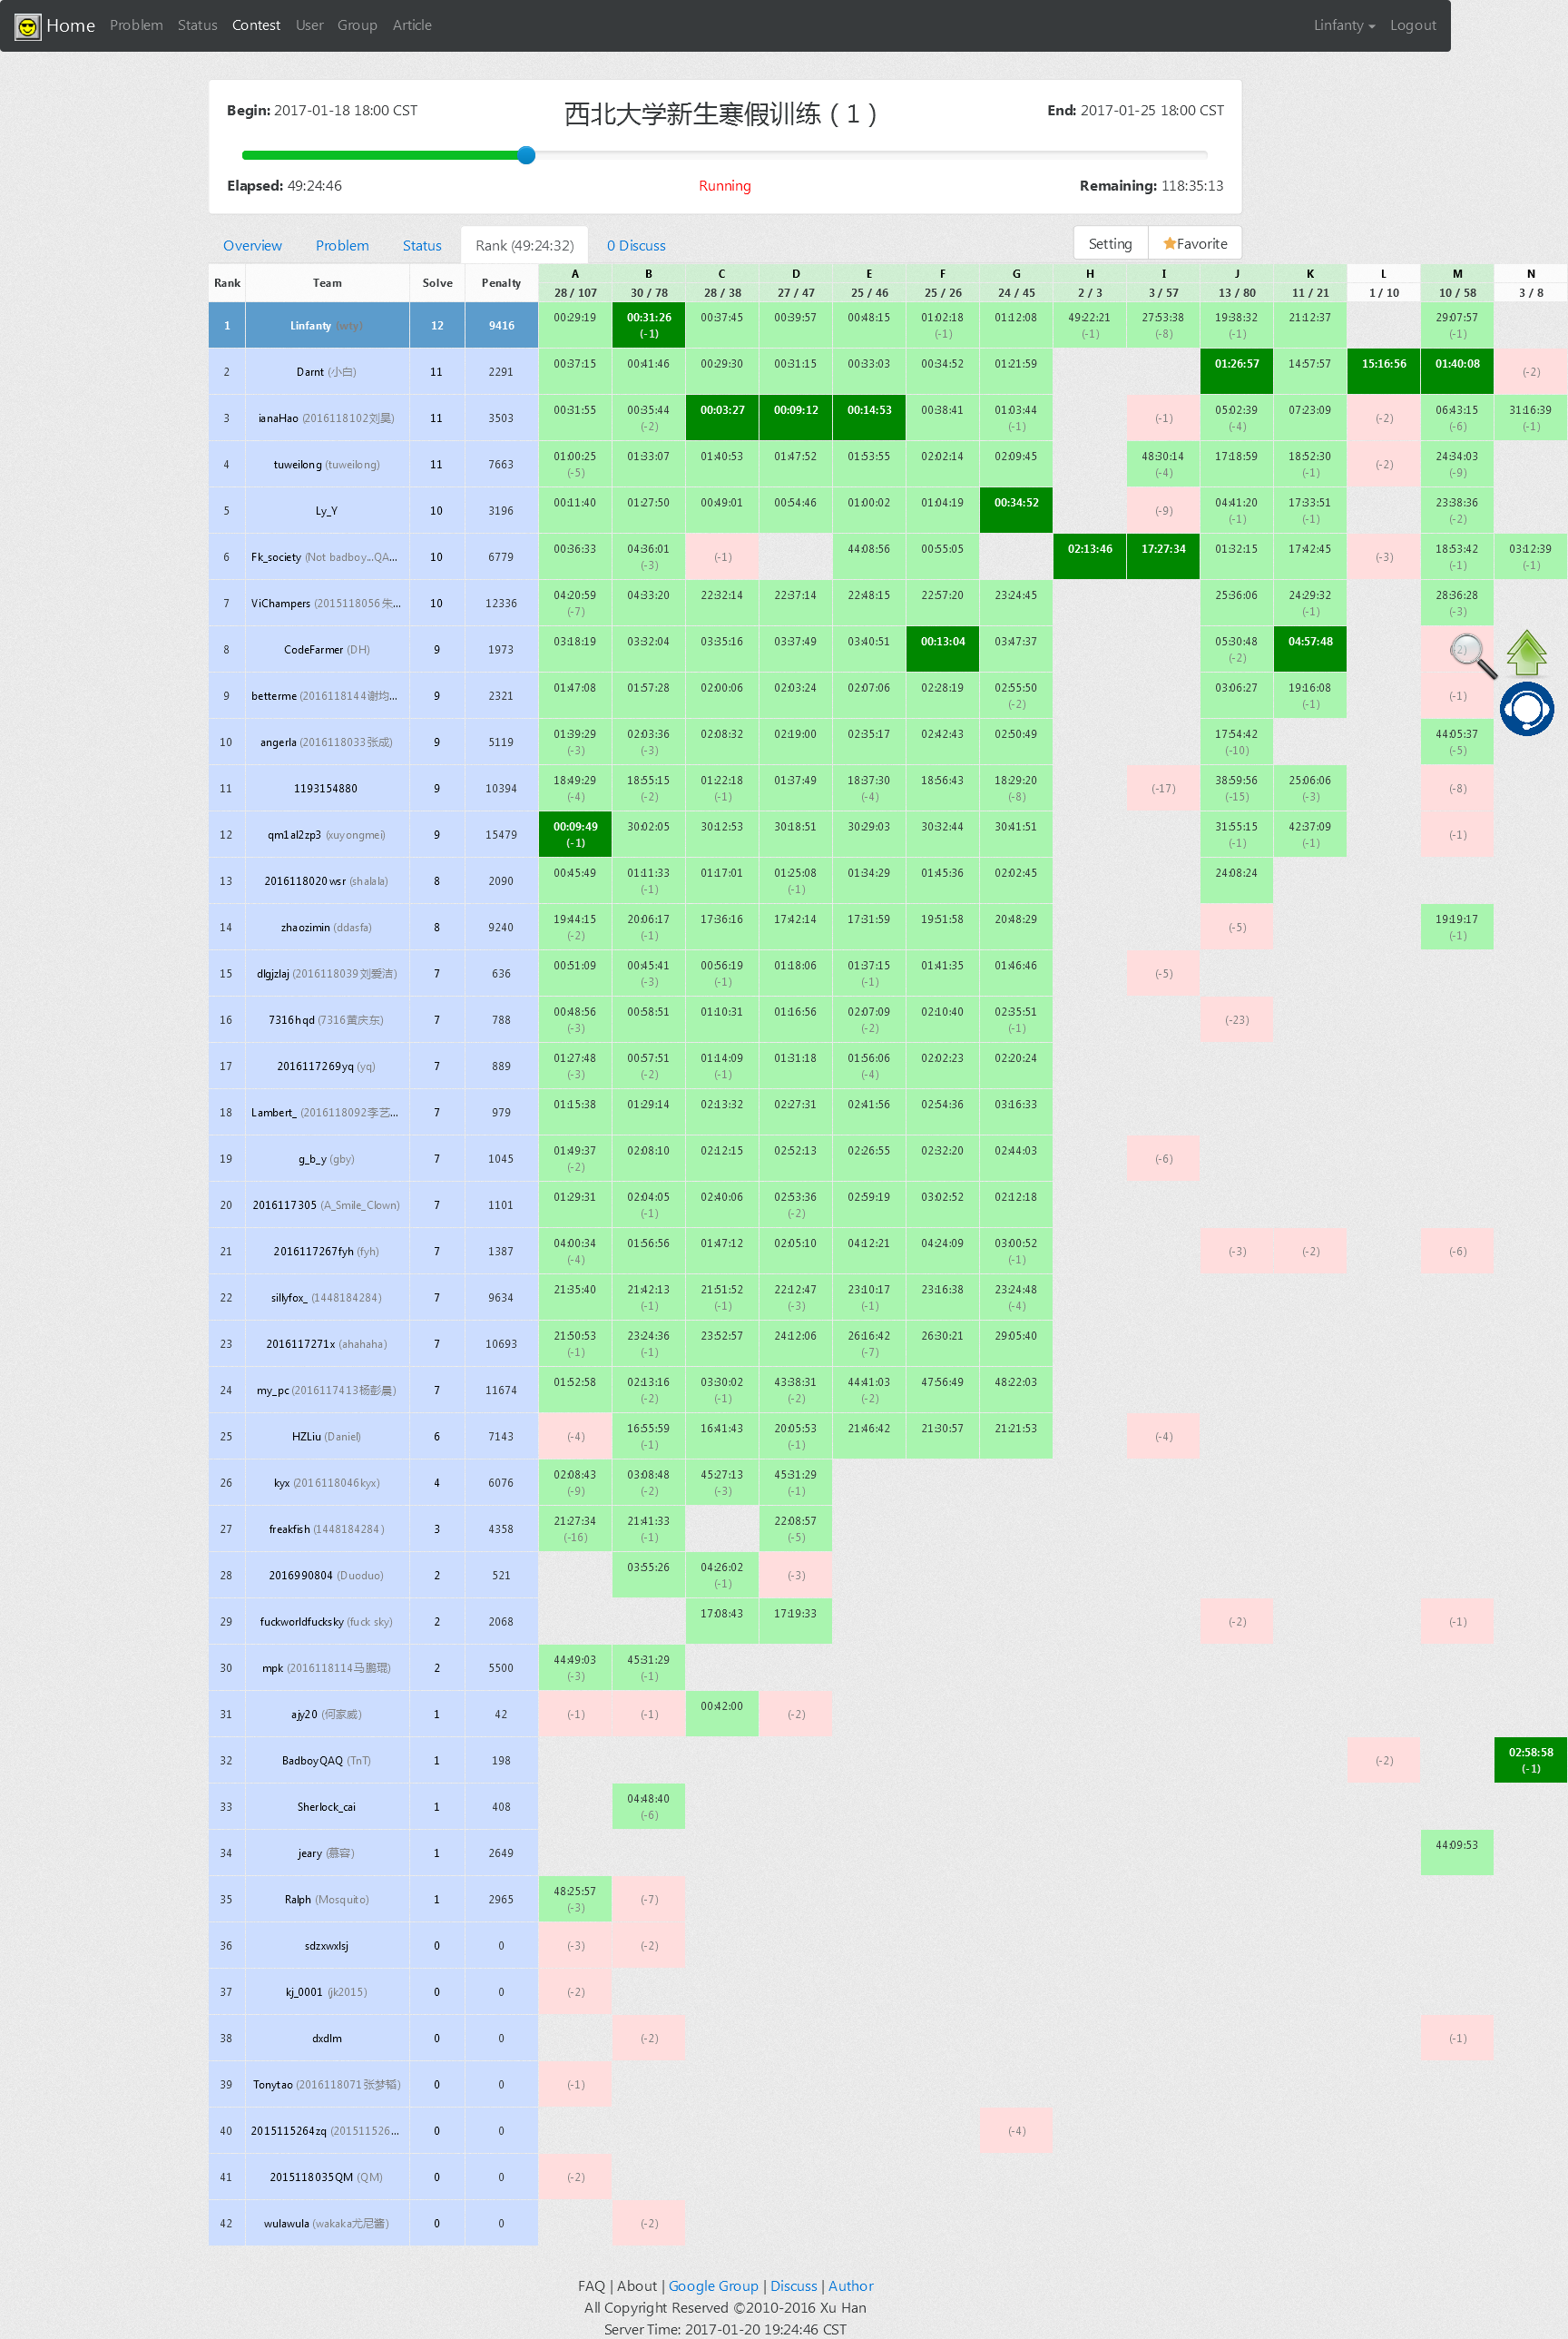 Home Problem Status Contest User Group Article Linfanty Logout
Begin: 2017-01-18 18:00 CST 西北大学新生寒假训练（1） End: 2017-01-25 18:00 CST
Elapsed: 49:24:46 Running Remaining: 118:35:13
Overview Problem Status Rank (49:24:32) 0 Discuss Setting Favorite
Rank Team Solve Penalty A B C D E F G H I J K L M N
28 / 107 30 / 78 28 / 38 27 / 47 25 / 46 25 / 26 24 / 45 2 / 3 3 / 57 13 / 80 11 / 21 1 / 10 10 / 58 3 / 8
1 Linfanty (wty) 12 9416 00:29:19 00:31:26 (-1) 00:37:45 00:39:57 00:48:15 01:02:18 (-1) 01:12:08 49:22:21 (-1) 27:53:38 (-8) 19:38:32 (-1) 21:12:37 29:07:57 (-1)
2 Darnt (小白) 11 2291 00:37:15 00:41:46 00:29:30 00:31:15 00:33:03 00:34:52 01:21:59 01:26:57 14:57:57 15:16:56 01:40:08 (-2)
3 ianaHao (2016118102刘昊) 11 3503 00:31:55 00:35:44 (-2) 00:03:27 00:09:12 00:14:53 00:38:41 01:03:44 (-1) (-1) 05:02:39 (-4) 07:23:09 (-2) 06:43:15 (-6) 31:16:39 (-1)
4 tuweilong (tuweilong) 11 7663 01:00:25 (-5) 01:33:07 01:40:53 01:47:52 01:53:55 02:02:14 02:09:45 48:30:14 (-4) 17:18:59 18:52:30 (-1) (-2) 24:34:03 (-9)
5 Ly_Y 10 3196 00:11:40 01:27:50 00:49:01 00:54:46 01:00:02 01:04:19 00:34:52 (-9) 04:41:20 (-1) 17:33:51 (-1) 23:38:36 (-2)
6 Fk_society (Not badboy...QA... 10 6779 00:36:33 04:36:01 (-3) (-1) 44:08:56 00:55:05 02:13:46 17:27:34 01:32:15 17:42:45 (-3) 18:53:42 (-1) 03:12:39 (-1)
7 ViChampers (2015118056朱... 10 12336 04:20:59 (-7) 04:33:20 22:32:14 22:37:14 22:48:15 22:57:20 23:24:45 25:36:06 24:29:32 (-1) 28:36:28 (-3)
8 CodeFarmer (DH) 9 1973 03:18:19 03:32:04 03:35:16 03:37:49 03:40:51 00:13:04 03:47:37 05:30:48 (-2) 04:57:48
9 betterme (2016118144谢均... 9 2321 01:47:08 01:57:28 02:00:06 02:03:24 02:07:06 02:28:19 02:55:50 (-2) 03:06:27 19:16:08 (-1) (-1)
10 angerla (2016118033张成) 9 5119 01:39:29 (-3) 02:03:36 (-3) 02:08:32 02:19:00 02:35:17 02:42:43 02:50:49 17:54:42 (-10) 44:05:37 (-5)
11 1193154880 9 10394 18:49:29 (-4) 18:55:15 (-2) 01:22:18 (-1) 01:37:49 18:37:30 (-4) 18:56:43 18:29:20 (-8) (-17) 38:59:56 (-15) 25:06:06 (-3) (-8)
12 qm1al2zp3 (xuyongmei) 9 15479 00:09:49 (-1) 30:02:05 30:12:53 30:18:51 30:29:03 30:32:44 30:41:51 31:55:15 (-1) 42:37:09 (-1) (-1)
13 2016118020wsr (shalala) 8 2090 00:45:49 01:11:33 (-1) 01:17:01 01:25:08 (-1) 01:34:29 01:45:36 02:02:45 24:08:24
14 zhaozimin (ddasfa) 8 9240 19:44:15 (-2) 20:06:17 (-1) 17:36:16 17:42:14 17:31:59 19:51:58 20:48:29 (-5) 19:19:17 (-1)
15 dlgjzlaj (2016118039刘爱洁) 7 636 00:51:09 00:45:41 (-3) 00:56:19 (-1) 01:18:06 01:37:15 (-1) 01:41:35 01:46:46 (-5)
16 7316hqd (7316黄庆东) 7 788 00:48:56 (-3) 00:58:51 01:10:31 01:16:56 02:07:09 (-2) 02:10:40 02:35:51 (-1) (-23)
17 2016117269yq (yq) 7 889 01:27:48 (-3) 00:57:51 (-2) 01:14:09 (-1) 01:31:18 01:56:06 (-4) 02:02:23 02:20:24
18 Lambert_ (2016118092李艺... 7 979 01:15:38 01:29:14 02:13:32 02:27:31 02:41:56 02:54:36 03:16:33
19 g_b_y (gby) 7 1045 01:49:37 (-2) 02:08:10 02:12:15 02:52:13 02:26:55 02:32:20 02:44:03 (-6)
20 2016117305 (A_Smile_Clown) 7 1101 01:29:31 02:04:05 (-1) 02:40:06 02:53:36 (-2) 02:59:19 03:02:52 02:12:18
21 2016117267fyh (fyh) 7 1387 04:00:34 (-4) 01:56:56 01:47:12 02:05:10 04:12:21 04:24:09 03:00:52 (-1) (-3) (-2) (-6)
22 sillyfox_ (1448184284) 7 9634 21:35:40 21:42:13 (-1) 21:51:52 (-1) 22:12:47 (-3) 23:10:17 (-1) 23:16:38 23:24:48 (-4)
23 2016117271x (ahahaha) 7 10693 21:50:53 (-1) 23:24:36 (-1) 23:52:57 24:12:06 26:16:42 (-7) 26:30:21 29:05:40
24 my_pc (2016117413杨彭晨) 7 11674 01:52:58 02:13:16 (-2) 03:30:02 (-1) 43:38:31 (-2) 44:41:03 (-2) 47:56:49 48:22:03
25 HZLiu (Daniel) 6 7143 (-4) 16:55:59 (-1) 16:41:43 20:05:53 (-1) 21:46:42 21:30:57 21:21:53 (-4)
26 kyx (2016118046kyx) 4 6076 02:08:43 (-9) 03:08:48 (-2) 45:27:13 (-3) 45:31:29 (-1)
27 freakfish (1448184284) 3 4358 21:27:34 (-16) 21:41:33 (-1) 22:08:57 (-5)
28 2016990804 (Duoduo) 2 521 03:55:26 04:26:02 (-1) (-3)
29 fuckworldfucksky (fuck sky) 2 2068 17:08:43 17:19:33 (-2) (-1)
30 mpk (2016118114马鹏琨) 2 5500 44:49:03 (-3) 45:31:29 (-1)
31 ajy20 (何家威) 1 42 (-1) (-1) 00:42:00 (-2)
32 BadboyQAQ (TnT) 1 198 (-2) 02:58:58 (-1)
33 Sherlock_cai 1 408 04:48:40 (-6)
34 jeary (慕容) 1 2649 44:09:53
35 Ralph (Mosquito) 1 2965 48:25:57 (-3) (-7)
36 sdzxwxlsj 0 0 (-3) (-2)
37 kj_0001 (jk2015) 0 0 (-2)
38 dxdlm 0 0 (-2) (-1)
39 Tonytao (2016118071张梦韬) 0 0 (-1)
40 2015115264zq (201511526... 0 0 (-4)
41 2015118035QM (QM) 0 0 (-2)
42 wulawula (wakaka尤尼酱) 0 0 (-2)
FAQ | About | Google Group | Discuss | Author
All Copyright Reserved ©2010-2016 Xu Han
Server Time: 2017-01-20 19:24:46 CST